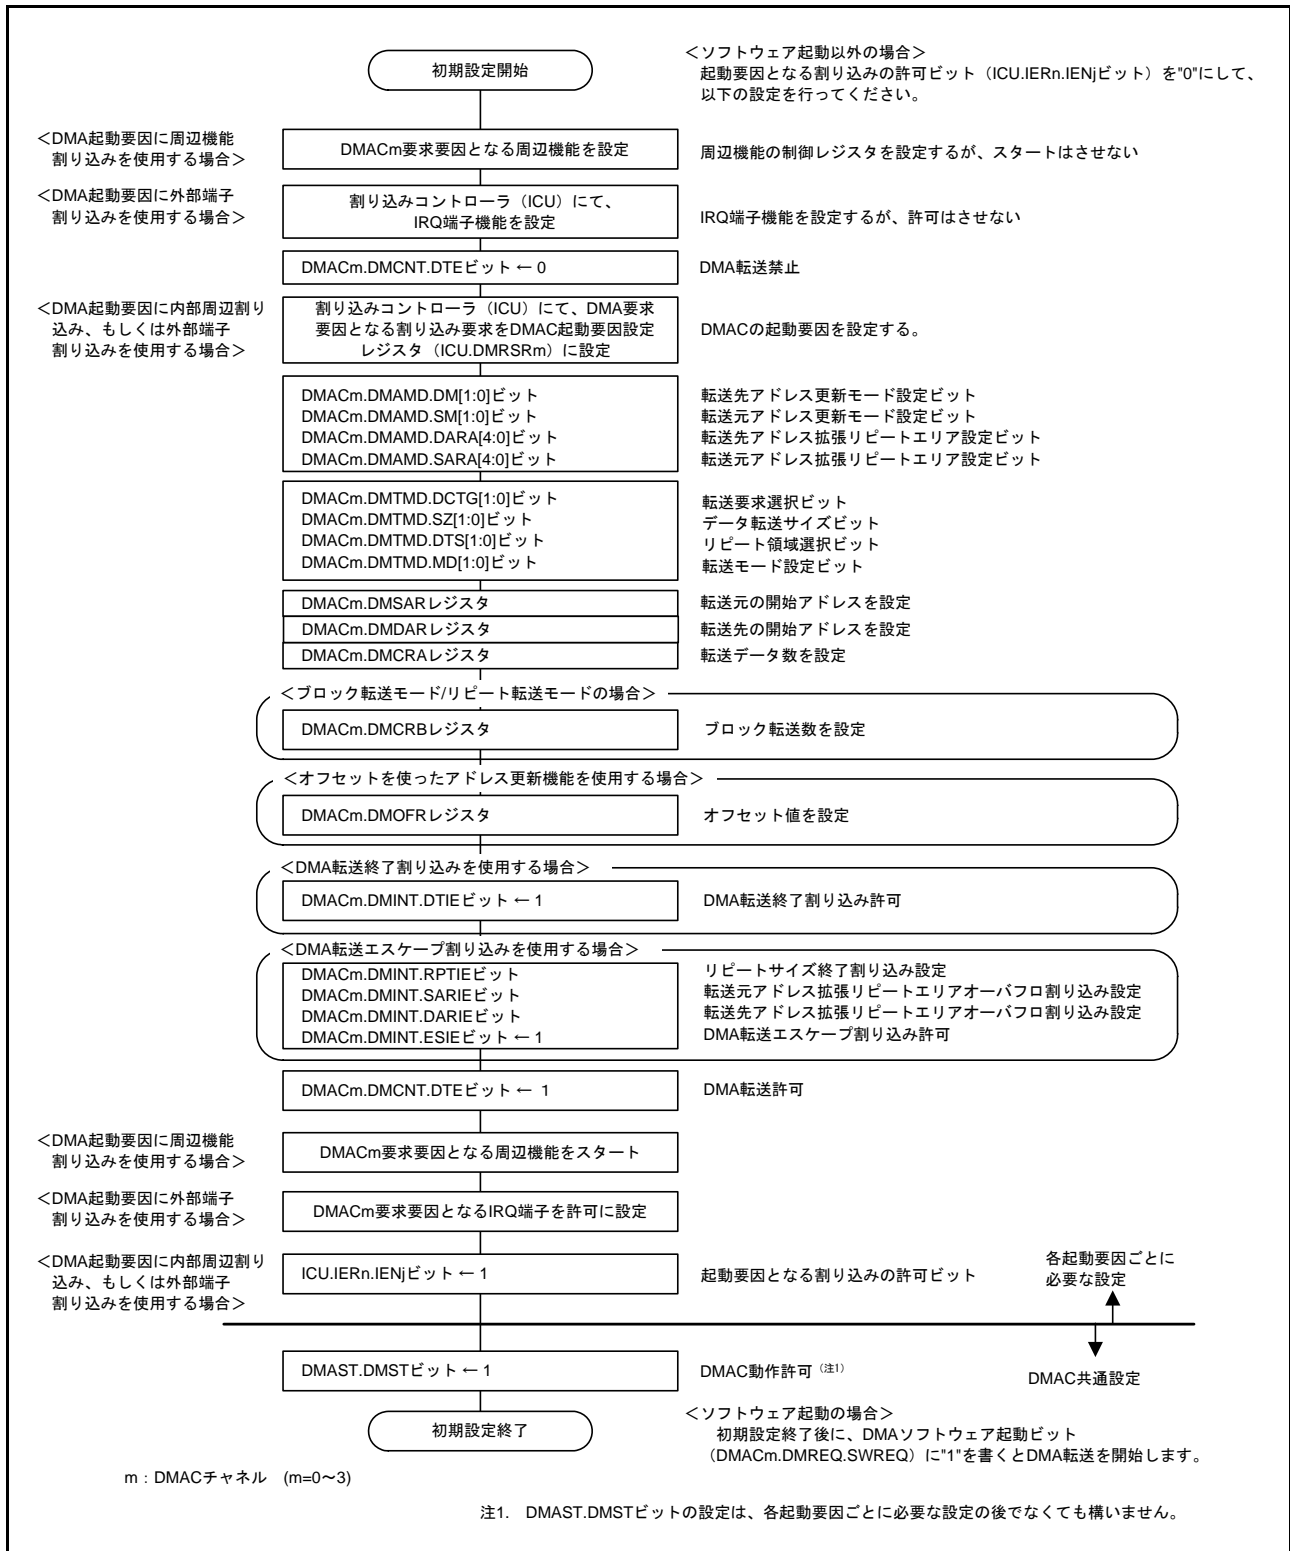 初期設定開始
＜ソフトウェア起動以外の場合＞
起動要因となる割り込みの許可ビット（ICU.IERn.IENjビット）を"0"にして、
以下の設定を行ってください。
＜DMA起動要因に周辺機能
割り込みを使用する場合＞
DMACm要求要因となる周辺機能を設定
周辺機能の制御レジスタを設定するが、スタートはさせない
＜DMA起動要因に外部端子
割り込みを使用する場合＞
割り込みコントローラ（ICU）にて、
IRQ端子機能を設定
IRQ端子機能を設定するが、許可はさせない
DMACm.DMCNT.DTEビット ← 0
DMA転送禁止
＜DMA起動要因に内部周辺割り
込み、もしくは外部端子
割り込みを使用する場合＞
割り込みコントローラ（ICU）にて、DMA要求
要因となる割り込み要求をDMAC起動要因設定
レジスタ（ICU.DMRSRm）に設定
DMACの起動要因を設定する。
DMACm.DMAMD.DM[1:0]ビット
転送先アドレス更新モード設定ビット
DMACm.DMAMD.SM[1:0]ビット
転送元アドレス更新モード設定ビット
DMACm.DMAMD.DARA[4:0]ビット
転送先アドレス拡張リピートエリア設定ビット
DMACm.DMAMD.SARA[4:0]ビット
転送元アドレス拡張リピートエリア設定ビット
DMACm.DMTMD.DCTG[1:0]ビット
転送要求選択ビット
DMACm.DMTMD.SZ[1:0]ビット
データ転送サイズビット
DMACm.DMTMD.DTS[1:0]ビット
リピート領域選択ビット
DMACm.DMTMD.MD[1:0]ビット
転送モード設定ビット
DMACm.DMSARレジスタ
転送元の開始アドレスを設定
DMACm.DMDARレジスタ
転送先の開始アドレスを設定
DMACm.DMCRAレジスタ
転送データ数を設定
＜ブロック転送モード/リピート転送モードの場合＞
DMACm.DMCRBレジスタ
ブロック転送数を設定
＜オフセットを使ったアドレス更新機能を使用する場合＞
DMACm.DMOFRレジスタ
オフセット値を設定
＜DMA転送終了割り込みを使用する場合＞
DMACm.DMINT.DTIEビット ← 1
DMA転送終了割り込み許可
＜DMA転送エスケープ割り込みを使用する場合＞
DMACm.DMINT.RPTIEビット
リピートサイズ終了割り込み設定
DMACm.DMINT.SARIEビット
転送元アドレス拡張リピートエリアオーバフロ割り込み設定
DMACm.DMINT.DARIEビット
転送先アドレス拡張リピートエリアオーバフロ割り込み設定
DMACm.DMINT.ESIEビット ← 1
DMA転送エスケープ割り込み許可
DMACm.DMCNT.DTEビット ← 1
DMA転送許可
＜DMA起動要因に周辺機能
割り込みを使用する場合＞
DMACm要求要因となる周辺機能をスタート
＜DMA起動要因に外部端子
割り込みを使用する場合＞
DMACm要求要因となるIRQ端子を許可に設定
＜DMA起動要因に内部周辺割り
込み、もしくは外部端子
割り込みを使用する場合＞
ICU.IERn.IENjビット ← 1
起動要因となる割り込みの許可ビット
各起動要因ごとに
必要な設定
DMAST.DMSTビット ← 1
DMAC動作許可（注1）
DMAC共通設定
初期設定終了
＜ソフトウェア起動の場合＞
初期設定終了後に、DMAソフトウェア起動ビット
（DMACm.DMREQ.SWREQ）に"1"を書くとDMA転送を開始します。
m：DMACチャネル (m=0～3)
注1. DMAST.DMSTビットの設定は、各起動要因ごとに必要な設定の後でなくても構いません。